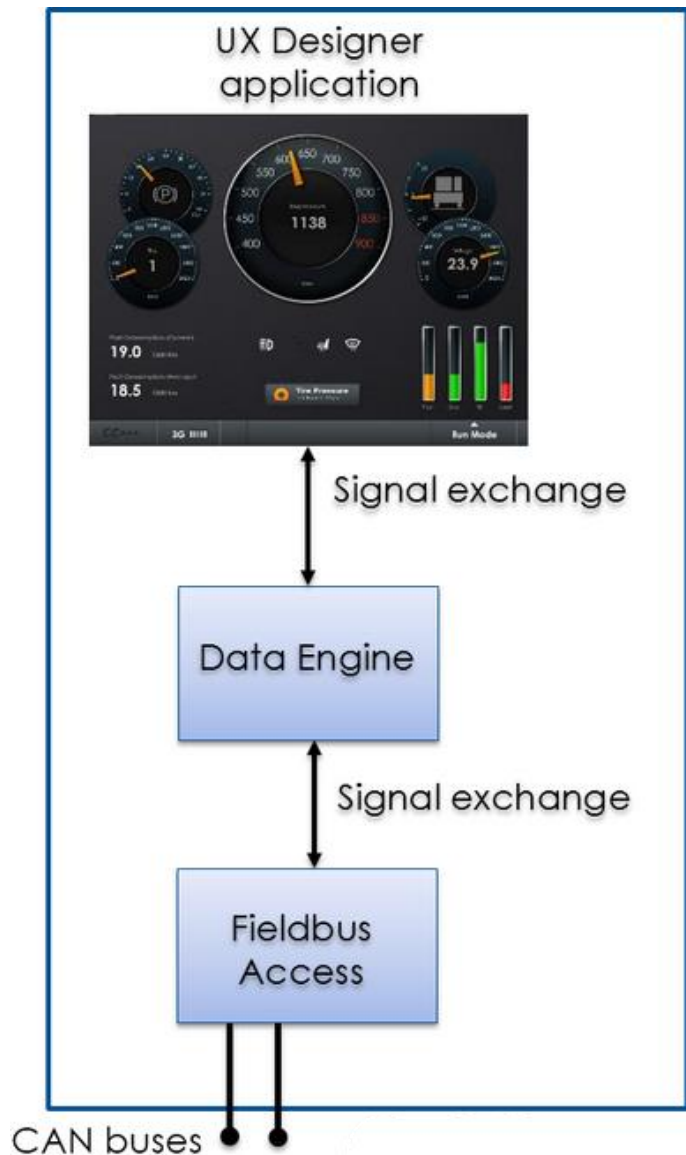 UX Designer
application
600 650 700
550 750
500 800
450 850
400 900
1138
1
23.9
19.0
18.5
Tire Pressure
3G
Run Mode
Signal exchange
Data Engine
Signal exchange
Fieldbus
Access
CAN buses